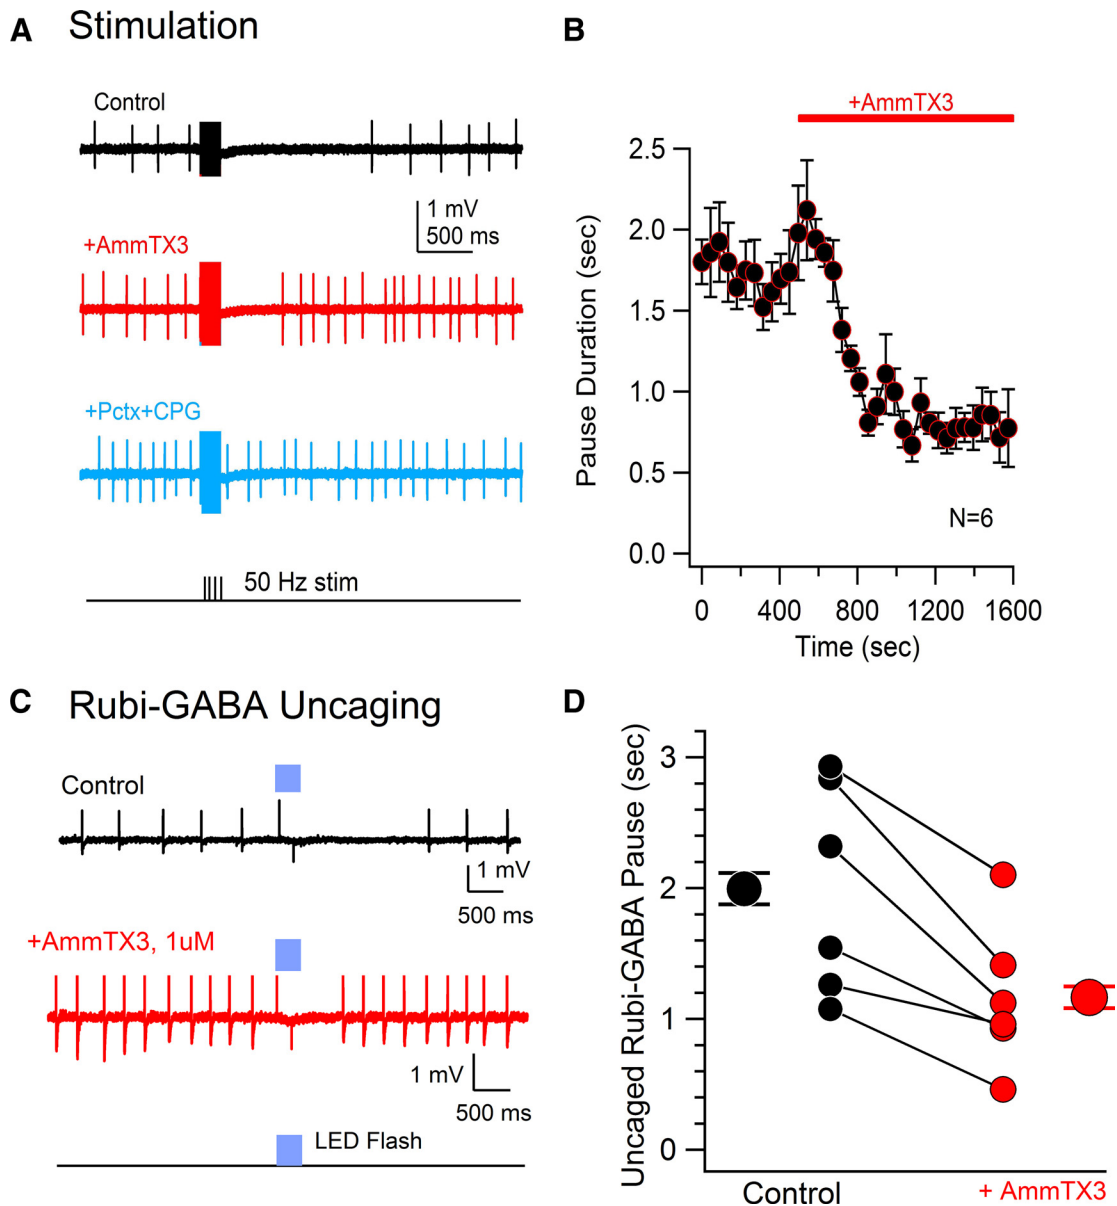 A Stimulation
Control
1 mV
500 ms
+AmmTX3
+Pctx+CPG
50 Hz stim
B
+AmmTX3
Pause Duration (sec)
2.5
2.0
1.5
1.0
0.5
0.0
N=6
0 400 800 1200 1600
Time (sec)
C Rubi-GABA Uncaging
Control
1 mV
500 ms
+AmmTX3, 1uM
1 mV
500 ms
LED Flash
D
Uncaged Rubi-GABA Pause (sec)
3
2
1
0
Control + AmmTX3